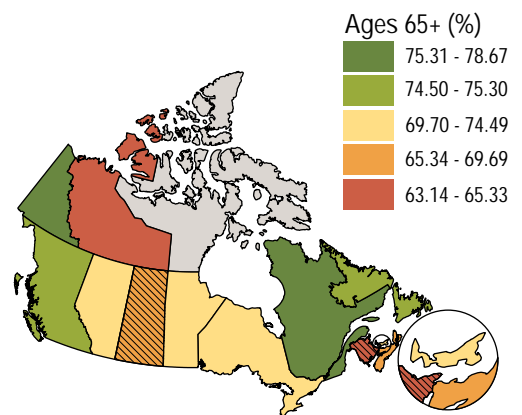 Ages 65+ (%)
75.31 - 78.67
74.50 - 75.30
69.70 - 74.49
65.34 - 69.69
63.14 - 65.33